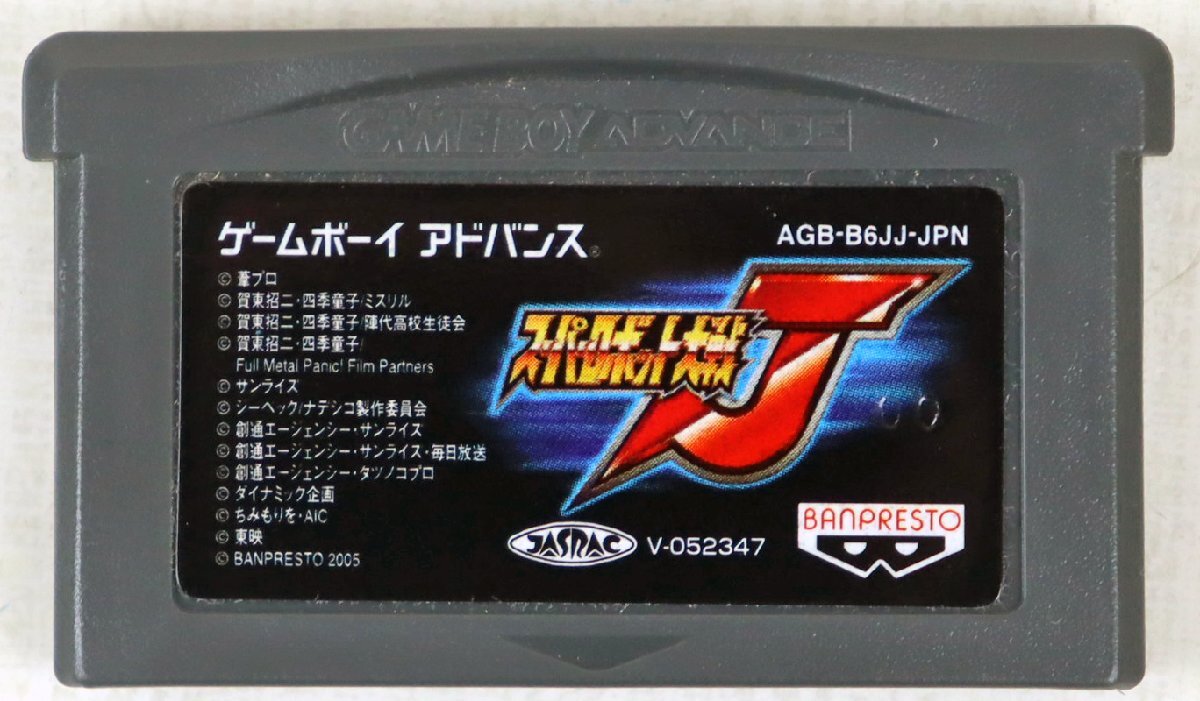 GAME BOY ADVANCE
ゲームボーイ アドバンス®
AGB-B6JJ-JPN
© 葦プロ
© 賀東招二・四季童子/ミスリル
© 賀東招二・四季童子/陣代高校生徒会
© 賀東招二・四季童子/
Full Metal Panic! Film Partners
© サンライズ
© ジーベック/ナデシコ製作委員会
© 創通エージェンシー・サンライズ
© 創通エージェンシー・サンライズ・毎日放送
© 創通エージェンシー・タツノコプロ
© ダイナミック企画
© ちみもりを・AIC
© 東映
© BANPRESTO 2005
スーパーロボット大戦
J
JASRAC
V-052347
BANPRESTO